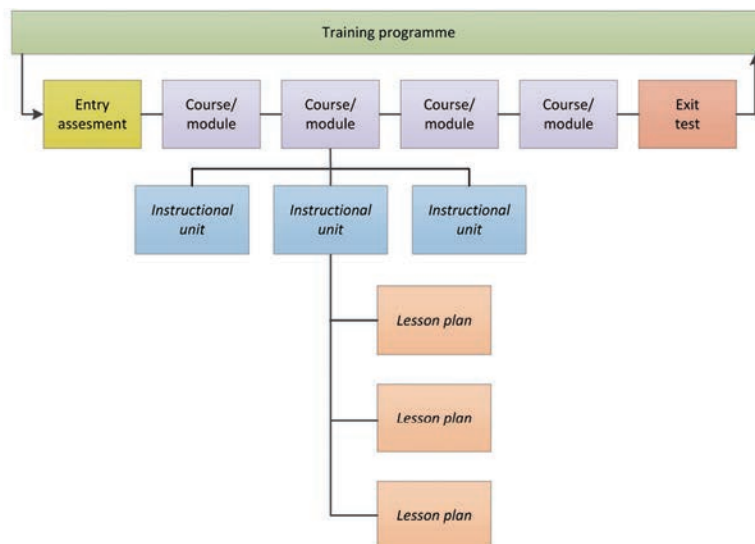 Training programme
Entry
assesment
Course/
module
Course/
module
Course/
module
Course/
module
Exit
test
Instructional
unit
Instructional
unit
Instructional
unit
Lesson plan
Lesson plan
Lesson plan